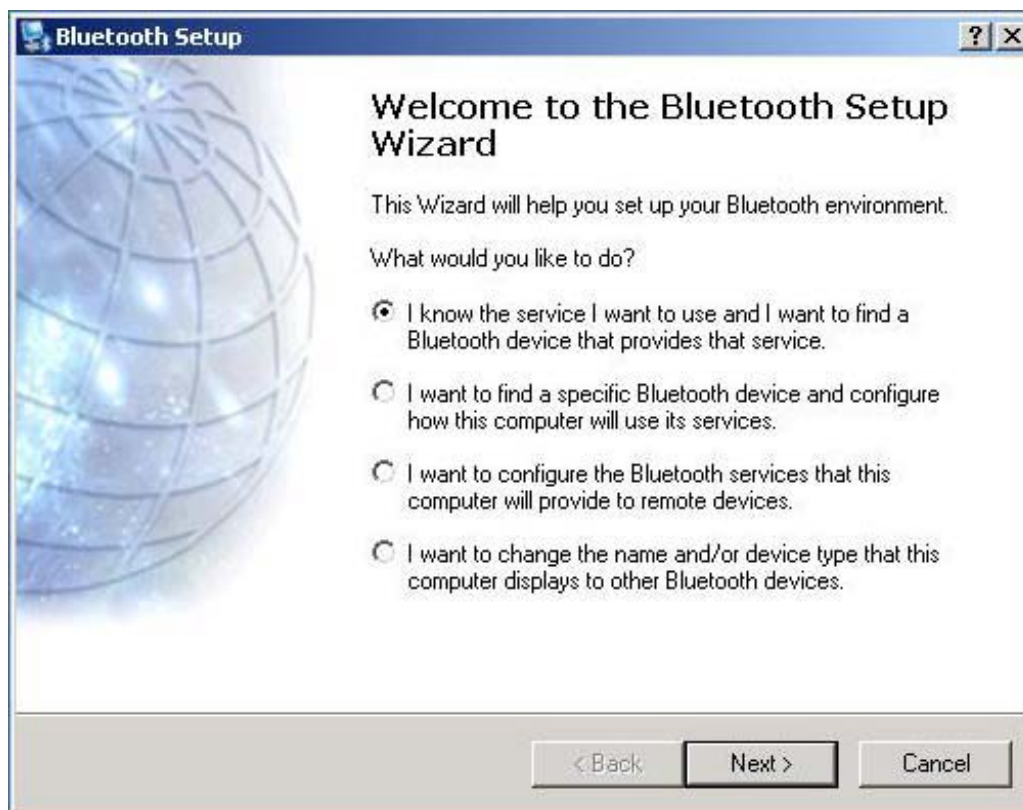 Bluetooth Setup
Welcome to the Bluetooth Setup
Wizard
This Wizard will help you set up your Bluetooth environment.
What would you like to do?
I know the service I want to use and I want to find a
Bluetooth device that provides that service.
I want to find a specific Bluetooth device and configure
how this computer will use its services.
I want to configure the Bluetooth services that this
computer will provide to remote devices.
I want to change the name and/or device type that this
computer displays to other Bluetooth devices.
< Back Next > Cancel